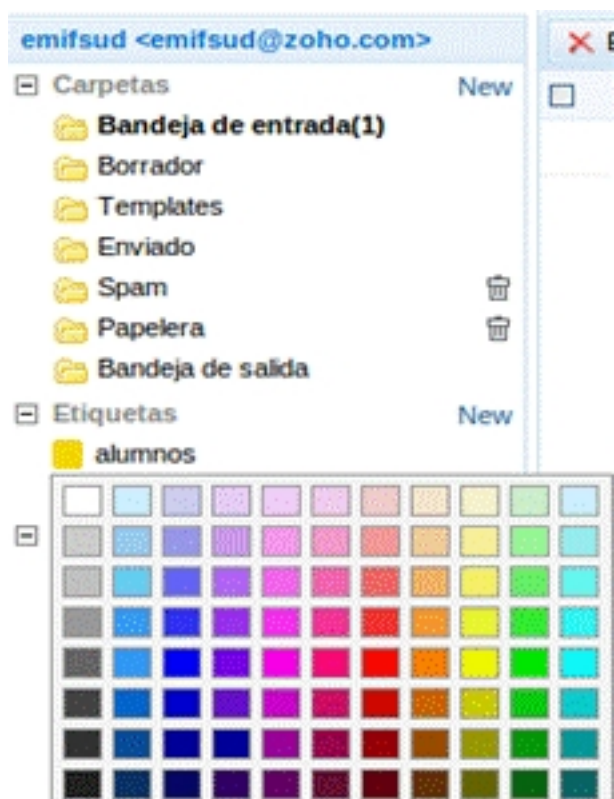 emifsud <emifsud@zoho.com>
Carpetas New
Bandeja de entrada(1)
Borrador
Templates
Enviado
Spam
Papelera
Bandeja de salida
Etiquetas New
alumnos